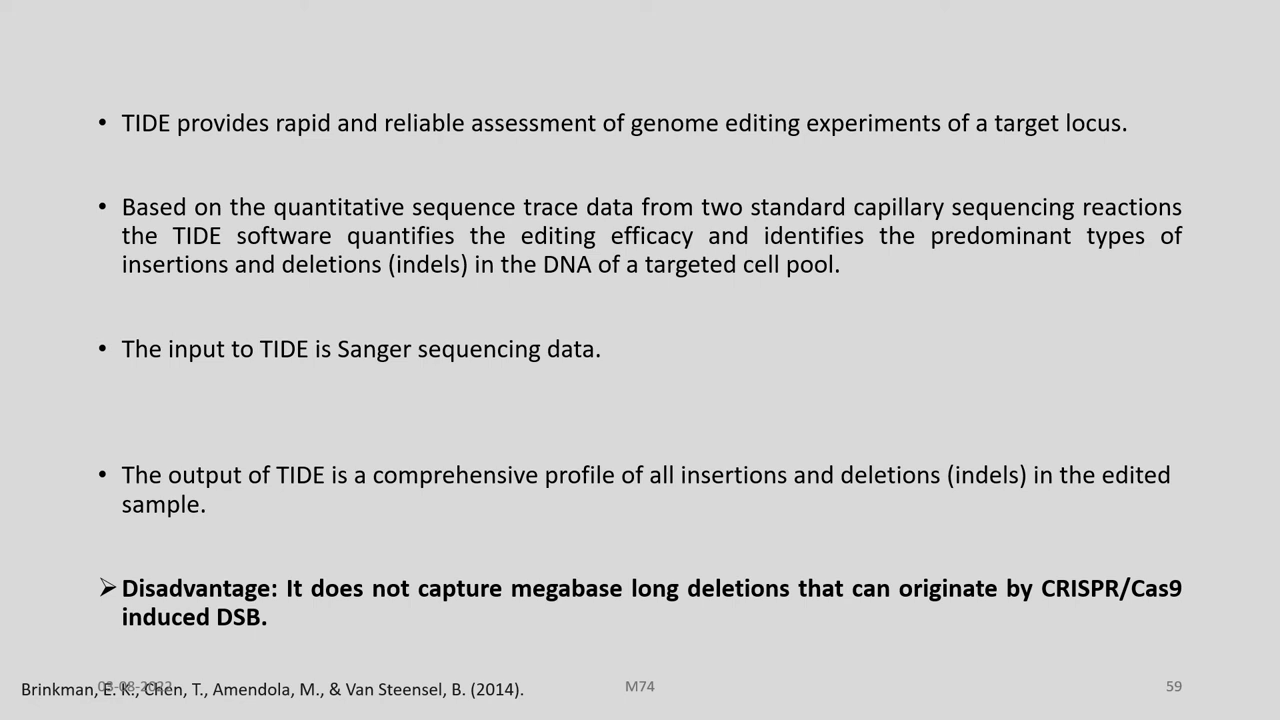 • TIDE provides rapid and reliable assessment of genome editing experiments of a target locus.
• Based on the quantitative sequence trace data from two standard capillary sequencing reactions
the TIDE software quantifies the editing efficacy and identifies the predominant types of
insertions and deletions (indels) in the DNA of a targeted cell pool.
• The input to TIDE is Sanger sequencing data.
• The output of TIDE is a comprehensive profile of all insertions and deletions (indels) in the edited
sample.
➢ Disadvantage: It does not capture megabase long deletions that can originate by CRISPR/Cas9
induced DSB.
03-08-2022
Brinkman, E. K., Chen, T., Amendola, M., & Van Steensel, B. (2014).
M74
59